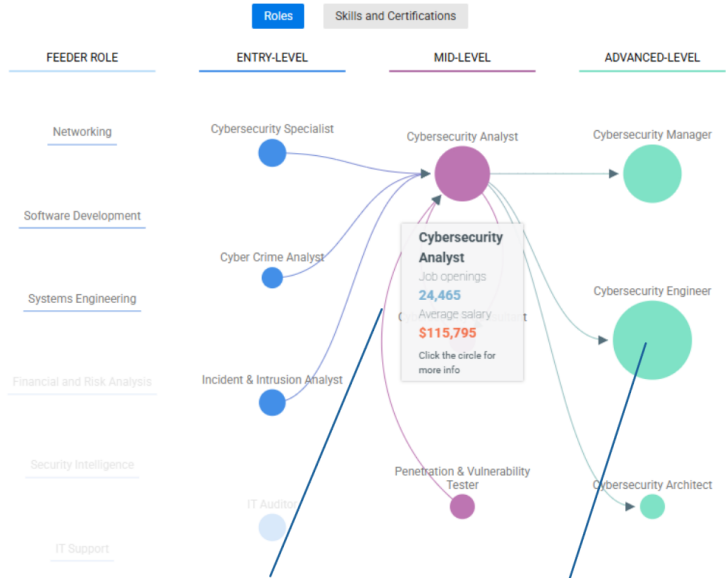 Roles
Skills and Certifications
FEEDER ROLE
ENTRY-LEVEL
MID-LEVEL
ADVANCED-LEVEL
Networking
Software Development
Systems Engineering
Financial and Risk Analysis
Security Intelligence
IT Support
Cybersecurity Specialist
Cyber Crime Analyst
Incident & Intrusion Analyst
IT Auditor
Cybersecurity Analyst
Cybersecurity
Analyst
Job openings
24,465
Average salary
$115,795
Click the circle for
more info
Penetration & Vulnerability
Tester
Cybersecurity Manager
Cybersecurity Engineer
Cybersecurity Architect